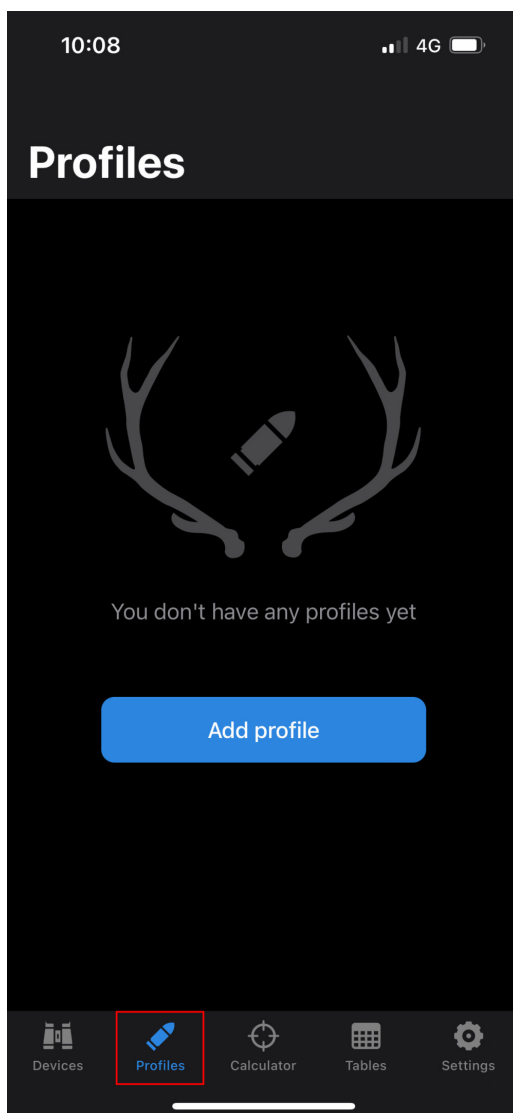 10:08 4G
Profiles
You don't have any profiles yet
Add profile
Devices Profiles Calculator Tables Settings